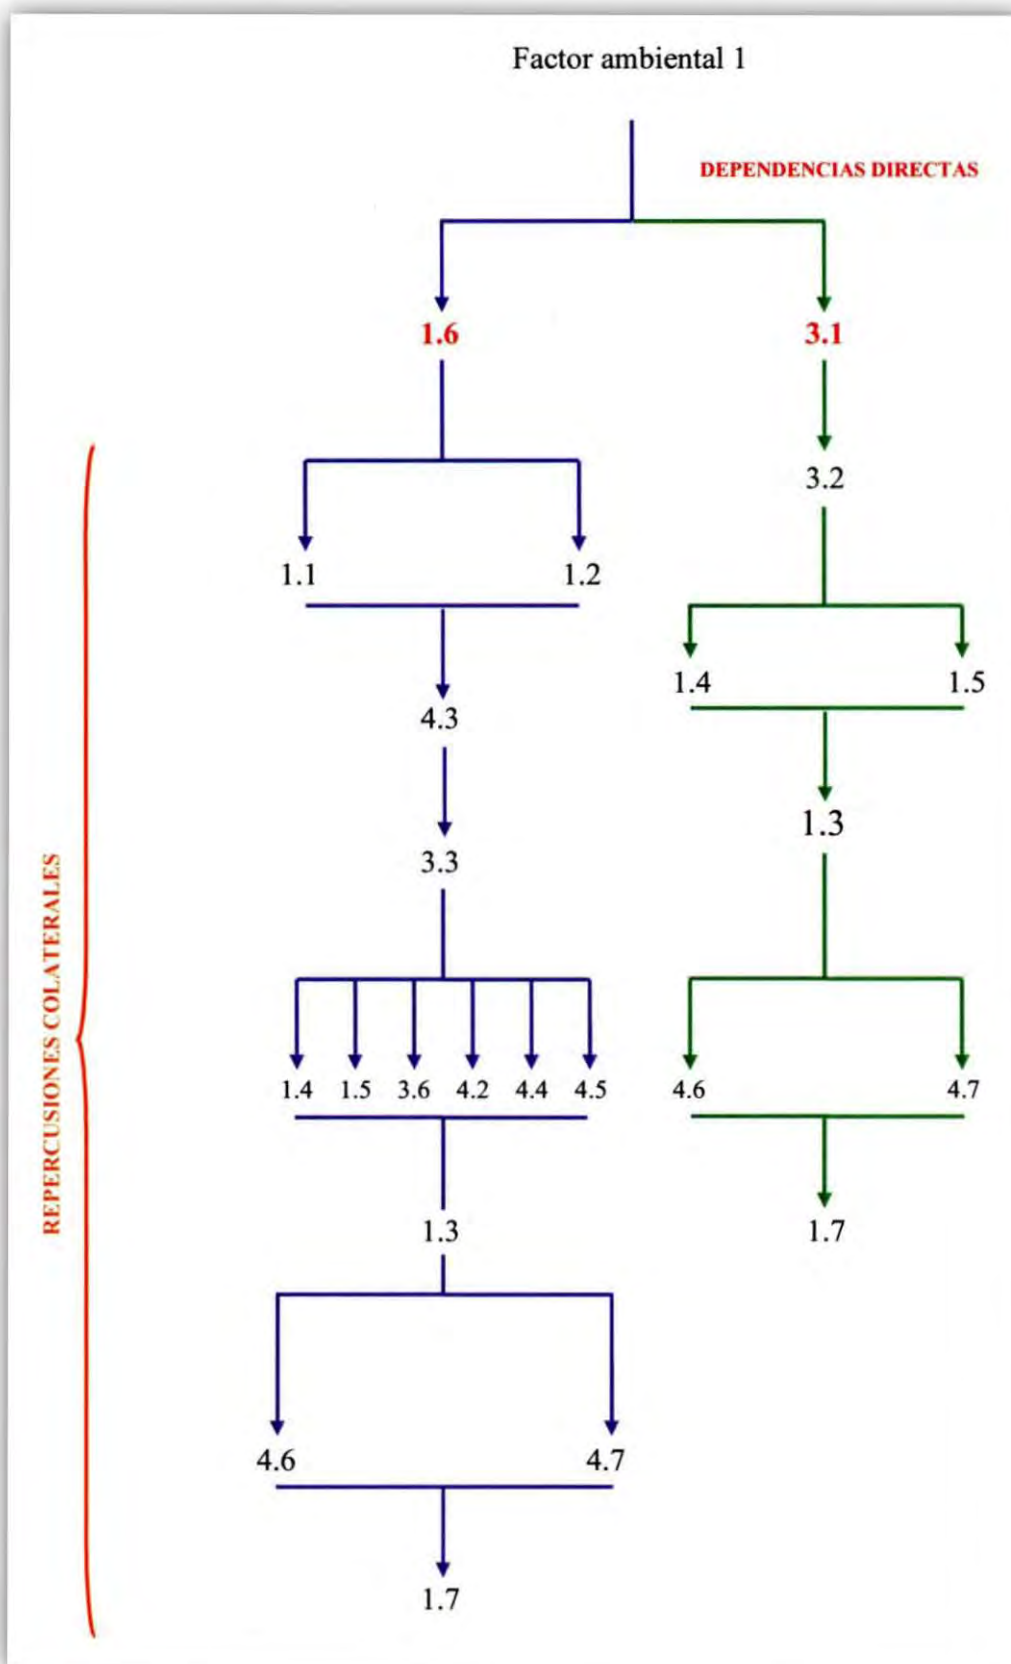 Factor ambiental 1
DEPENDENCIAS DIRECTAS
1.6 3.1
3.2
1.1 1.2
1.4 1.5
4.3
1.3
3.3
REPERCUSIONES COLATERALES
1.4 1.5 3.6 4.2 4.4 4.5 4.6 4.7
1.3 1.7
4.6 4.7
1.7